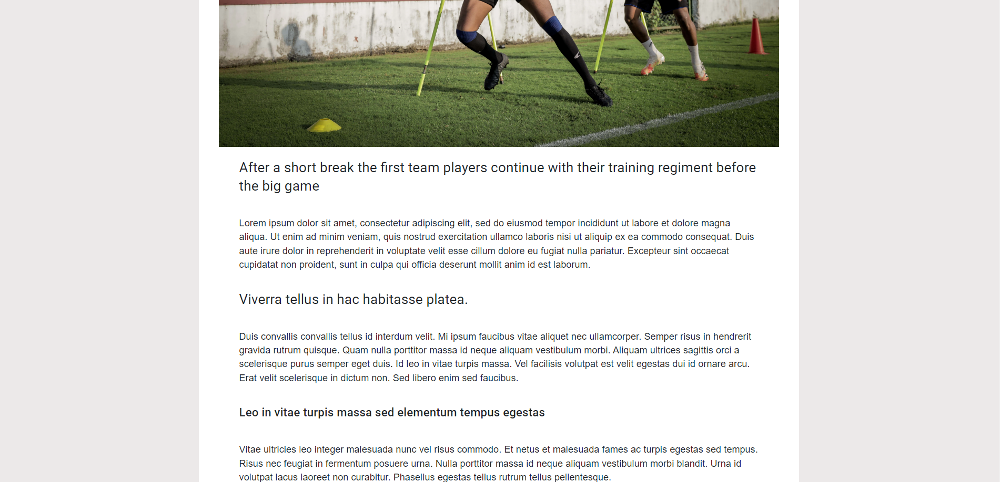 After a short break the first team players continue with their training regiment before
the big game
Lorem ipsum dolor sit amet, consectetur adipiscing elit, sed do eiusmod tempor incididunt ut labore et dolore magna
aliqua. Ut enim ad minim veniam, quis nostrud exercitation ullamco laboris nisi ut aliquip ex ea commodo consequat. Duis
aute irure dolor in reprehenderit in voluptate velit esse cillum dolore eu fugiat nulla pariatur. Excepteur sint occaecat
cupidatat non proident, sunt in culpa qui officia deserunt mollit anim id est laborum.
Viverra tellus in hac habitasse platea.
Duis convallis convallis tellus id interdum velit. Mi ipsum faucibus vitae aliquet nec ullamcorper. Semper risus in hendrerit
gravida rutrum quisque. Quam nulla porttitor massa id neque aliquam vestibulum morbi. Aliquam ultrices sagittis orci a
scelerisque purus semper eget duis. Id leo in vitae turpis massa. Vel facilisis volutpat est velit egestas dui id ornare arcu.
Erat velit scelerisque in dictum non. Sed libero enim sed faucibus.
Leo in vitae turpis massa sed elementum tempus egestas
Vitae ultricies leo integer malesuada nunc vel risus commodo. Et netus et malesuada fames ac turpis egestas sed tempus.
Risus nec feugiat in fermentum posuere urna. Nulla porttitor massa id neque aliquam vestibulum morbi blandit. Urna id
volutpat lacus laoreet non curabitur. Phasellus egestas tellus rutrum tellus pellentesque.